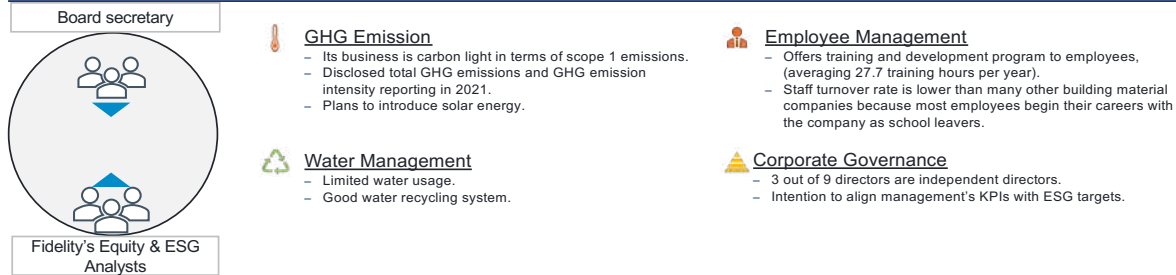 Board secretary
Fidelity's Equity & ESG
Analysts
GHG Emission
– Its business is carbon light in terms of scope 1 emissions.
– Disclosed total GHG emissions and GHG emission
intensity reporting in 2021.
– Plans to introduce solar energy.
Water Management
– Limited water usage.
– Good water recycling system.
Employee Management
– Offers training and development program to employees,
(averaging 27.7 training hours per year).
– Staff turnover rate is lower than many other building material
companies because most employees begin their careers with
the company as school leavers.
Corporate Governance
– 3 out of 9 directors are independent directors.
– Intention to align management's KPIs with ESG targets.